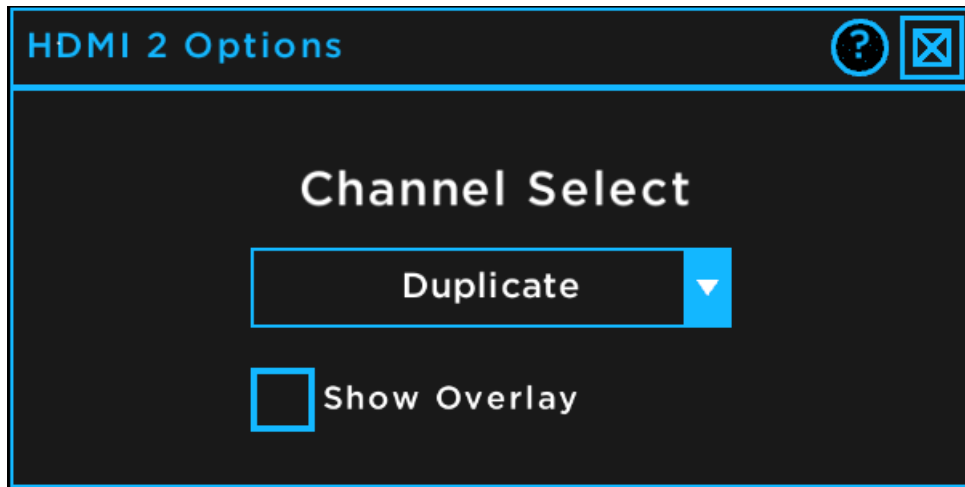 HDMI 2 Options
?
Channel Select
Duplicate
Show Overlay